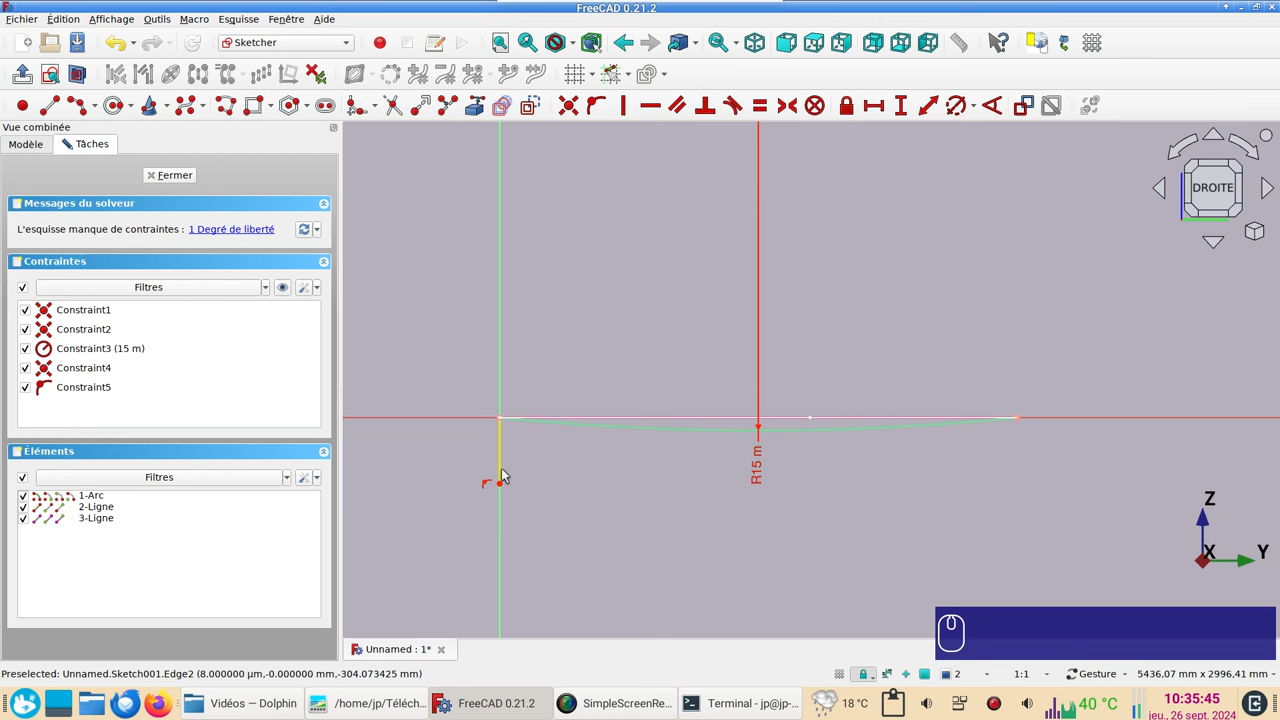 FreeCAD 0.21.2
Fichier Édition Affichage Outils Macro Esquisse Fenêtre Aide
Sketcher
Vue combinée
Modèle Tâches
Fermer
Messages du solveur
L'esquisse manque de contraintes : 1 Degré de liberté
Contraintes
Filtres
Constraint1
Constraint2
Constraint3 (15 m)
Constraint4
Constraint5
Éléments
Filtres
1-Arc
2-Ligne
3-Ligne
R15 m
DROITE
Z
X
Y
Unnamed : 1*
Preselected: Unnamed.Sketch001.Edge2 (8.000000 µm,-0.000000 mm,-304.073425 mm)
2 1:1 Gesture 5436.07 mm x 2996.41 mm
Vidéos — Dolphin
/home/jp/Téléch...
FreeCAD 0.21.2
SimpleScreenRe...
Terminal - jp@jp-...
18 °C
40 °C
10:35:45
jeu., 26 sept. 2024